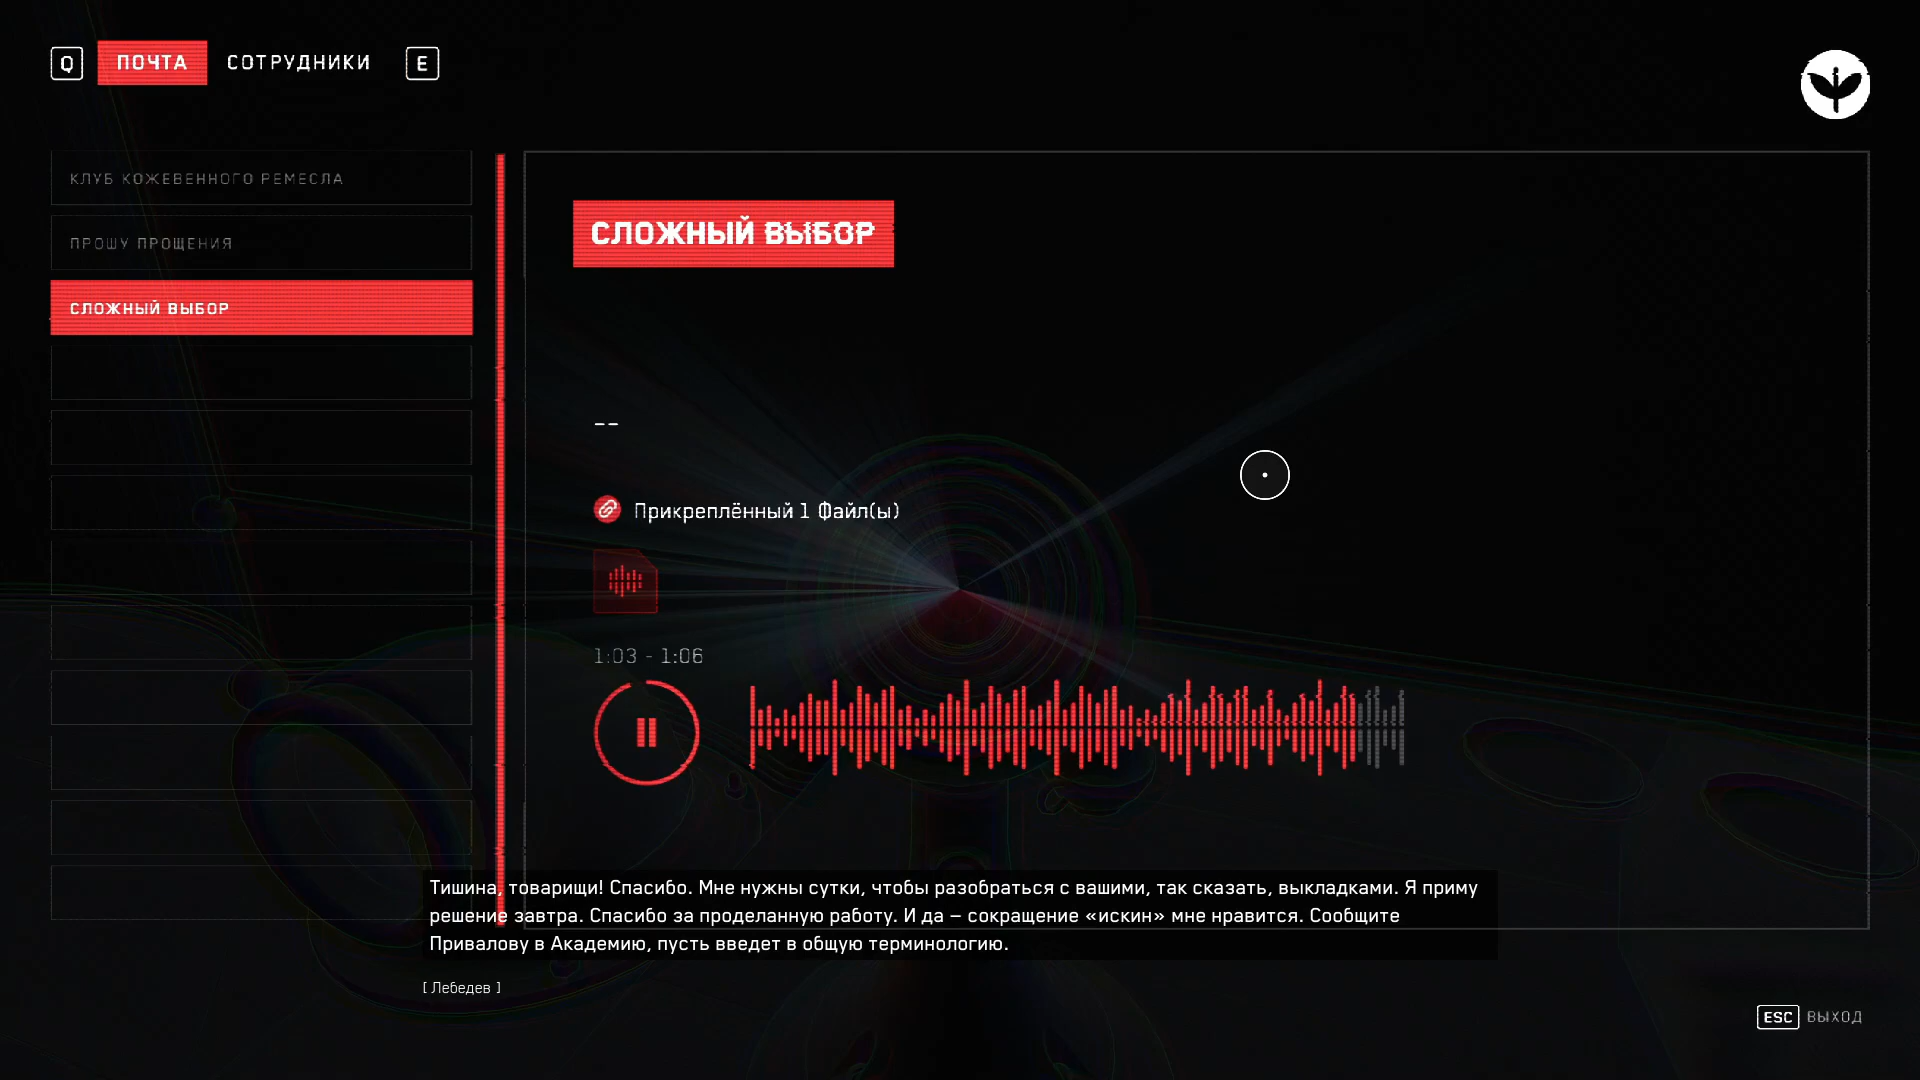 Q ПОЧТА СОТРУДНИКИ E
КЛУБ КОЖЕВЕННОГО РЕМЕСЛА
ПРОШУ ПРОЩЕНИЯ
СЛОЖНЫЙ ВЫБОР
СЛОЖНЫЙ ВЫБОР
--
Прикреплённый 1 Файл(ы)
1:03 - 1:06
Тишина, товарищи! Спасибо. Мне нужны сутки, чтобы разобраться с вашими, так сказать, выкладками. Я приму
решение завтра. Спасибо за проделанную работу. И да – сокращение «искин» мне нравится. Сообщите
Привалову в Академию, пусть введет в общую терминологию.
[ Лебедев ]
ESC ВЫХОД